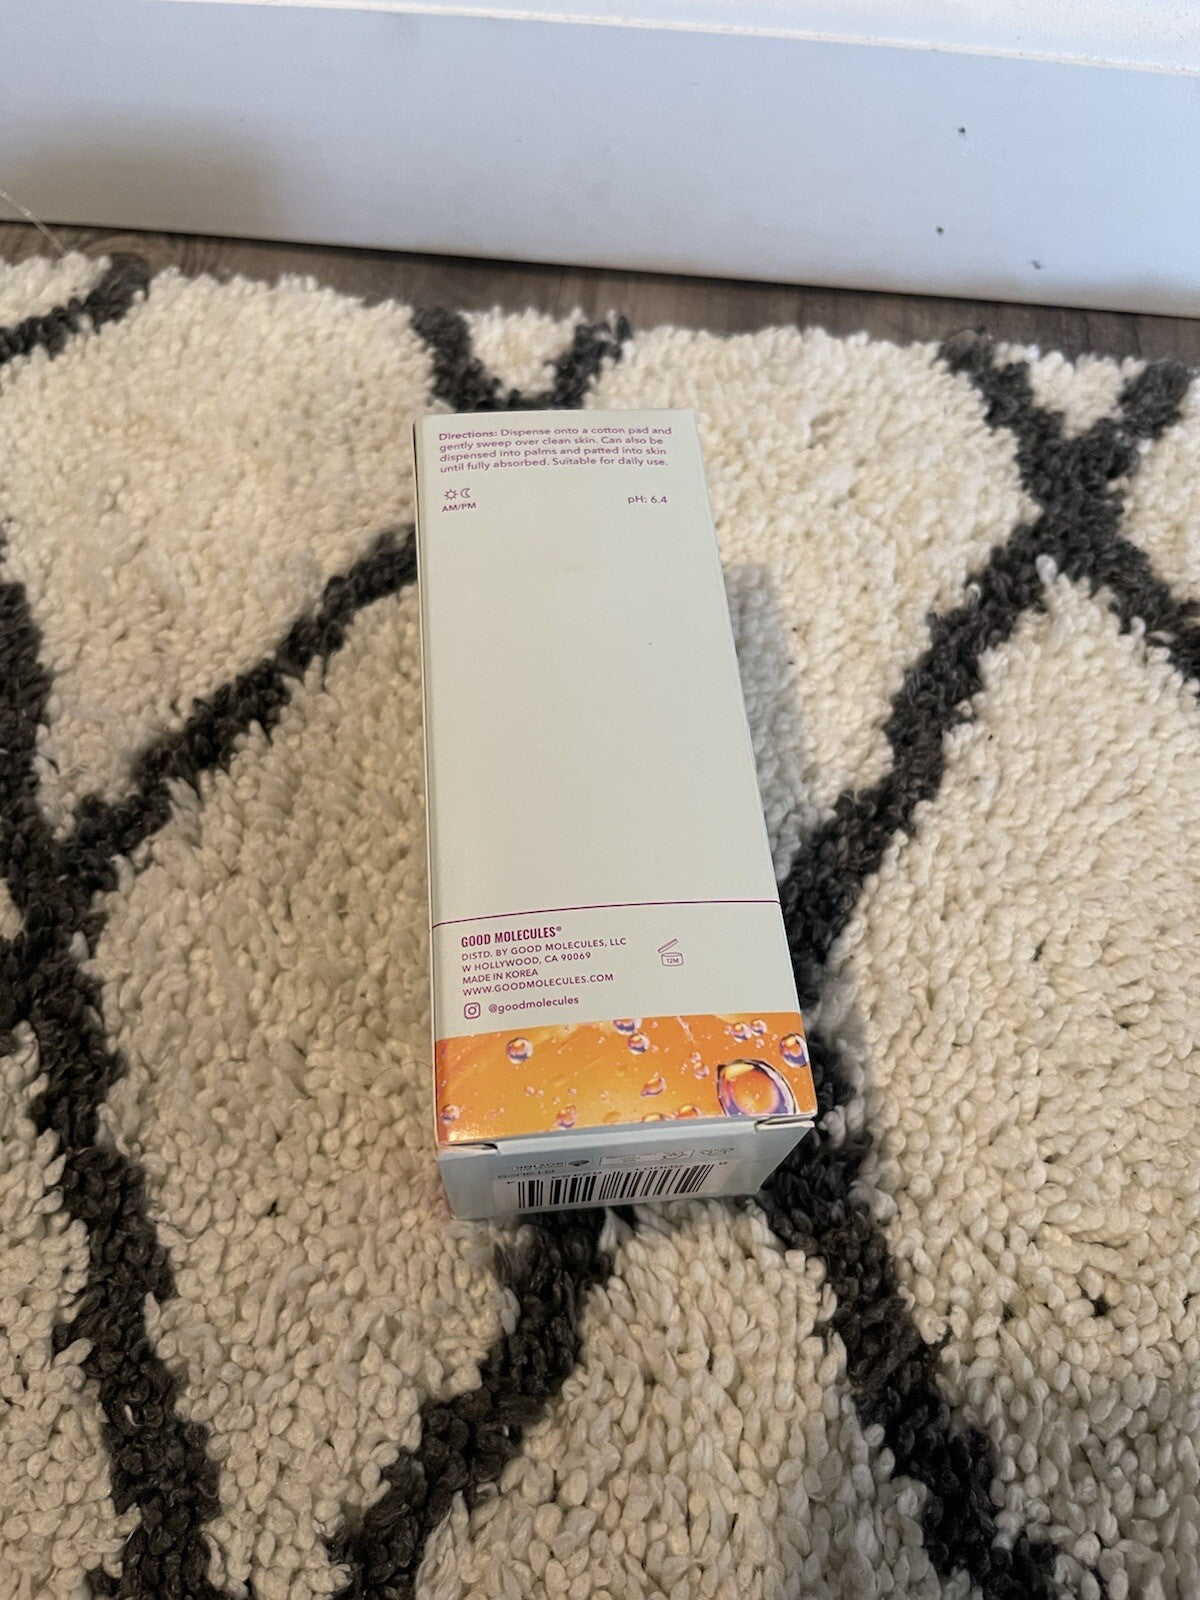 Directions: Dispense onto a cotton pad and
gently sweep over clean skin. Can also be
dispensed into palms and patted into skin
until fully absorbed. Suitable for daily use.
AM/PM
pH: 6.4
GOOD MOLECULES®
DISTD. BY GOOD MOLECULES, LLC
W HOLLYWOOD, CA 90069
MADE IN KOREA
WWW.GOODMOLECULES.COM
@goodmolecules
12M